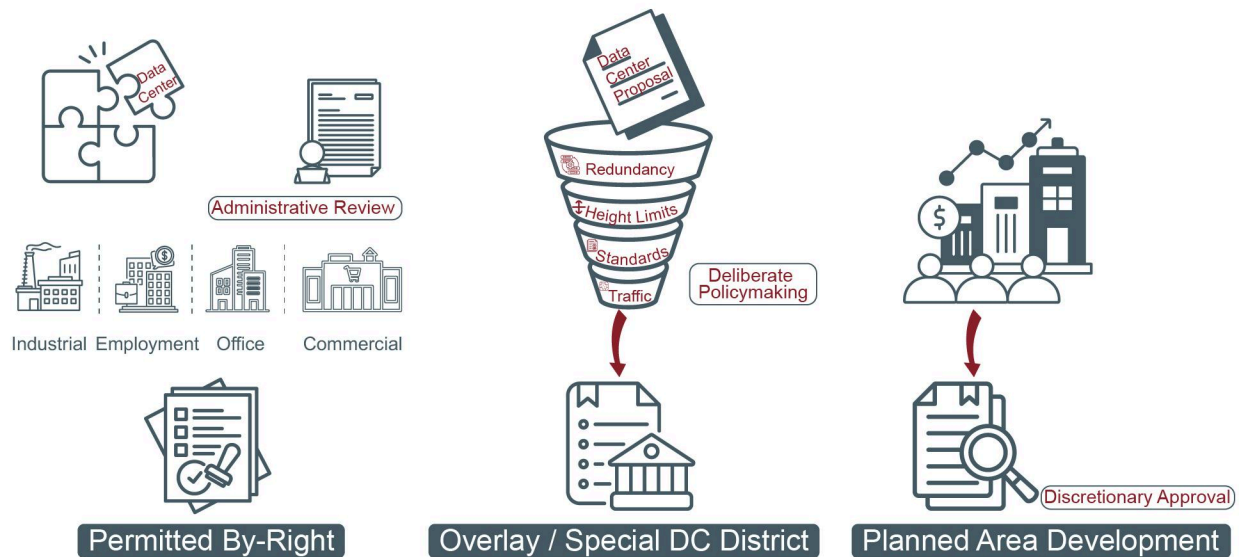 Data
Center
Administrative Review
Industrial
Employment
Office
Commercial
Permitted By-Right
Data
Center
Proposal
Redundancy
Height Limits
Standards
Traffic
Deliberate
Policymaking
Overlay / Special DC District
Discretionary Approval
Planned Area Development